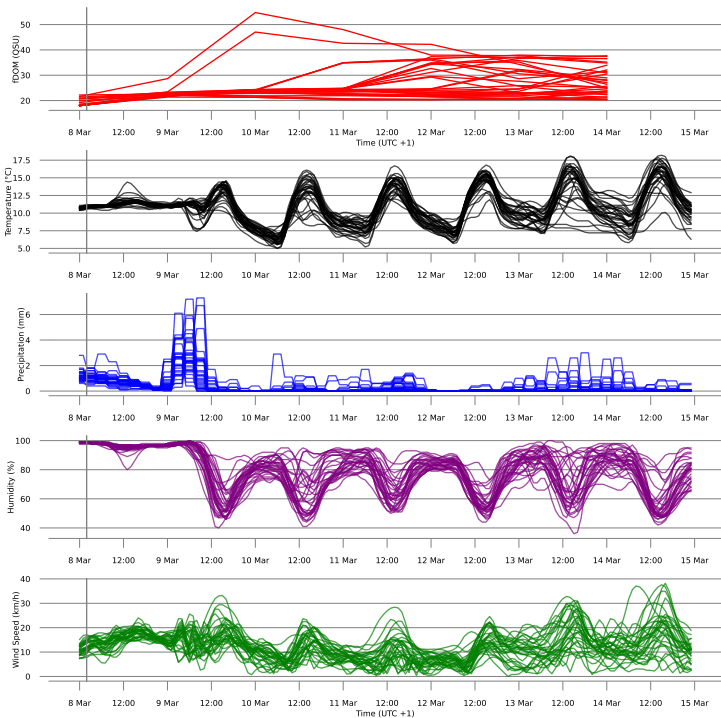 50
40
30
20
fDOM (QSU)
8 Mar 12:00 9 Mar 12:00 10 Mar 12:00 11 Mar 12:00 12 Mar 12:00 13 Mar 12:00 14 Mar 12:00 15 Mar
Time (UTC +1)
17.5
15.0
12.5
10.0
7.5
5.0
Temperature (°C)
8 Mar 12:00 9 Mar 12:00 10 Mar 12:00 11 Mar 12:00 12 Mar 12:00 13 Mar 12:00 14 Mar 12:00 15 Mar
6
4
2
0
Precipitation (mm)
8 Mar 12:00 9 Mar 12:00 10 Mar 12:00 11 Mar 12:00 12 Mar 12:00 13 Mar 12:00 14 Mar 12:00 15 Mar
100
80
60
40
Humidity (%)
8 Mar 12:00 9 Mar 12:00 10 Mar 12:00 11 Mar 12:00 12 Mar 12:00 13 Mar 12:00 14 Mar 12:00 15 Mar
40
30
20
10
0
Wind Speed (km/h)
8 Mar 12:00 9 Mar 12:00 10 Mar 12:00 11 Mar 12:00 12 Mar 12:00 13 Mar 12:00 14 Mar 12:00 15 Mar
Time (UTC +1)